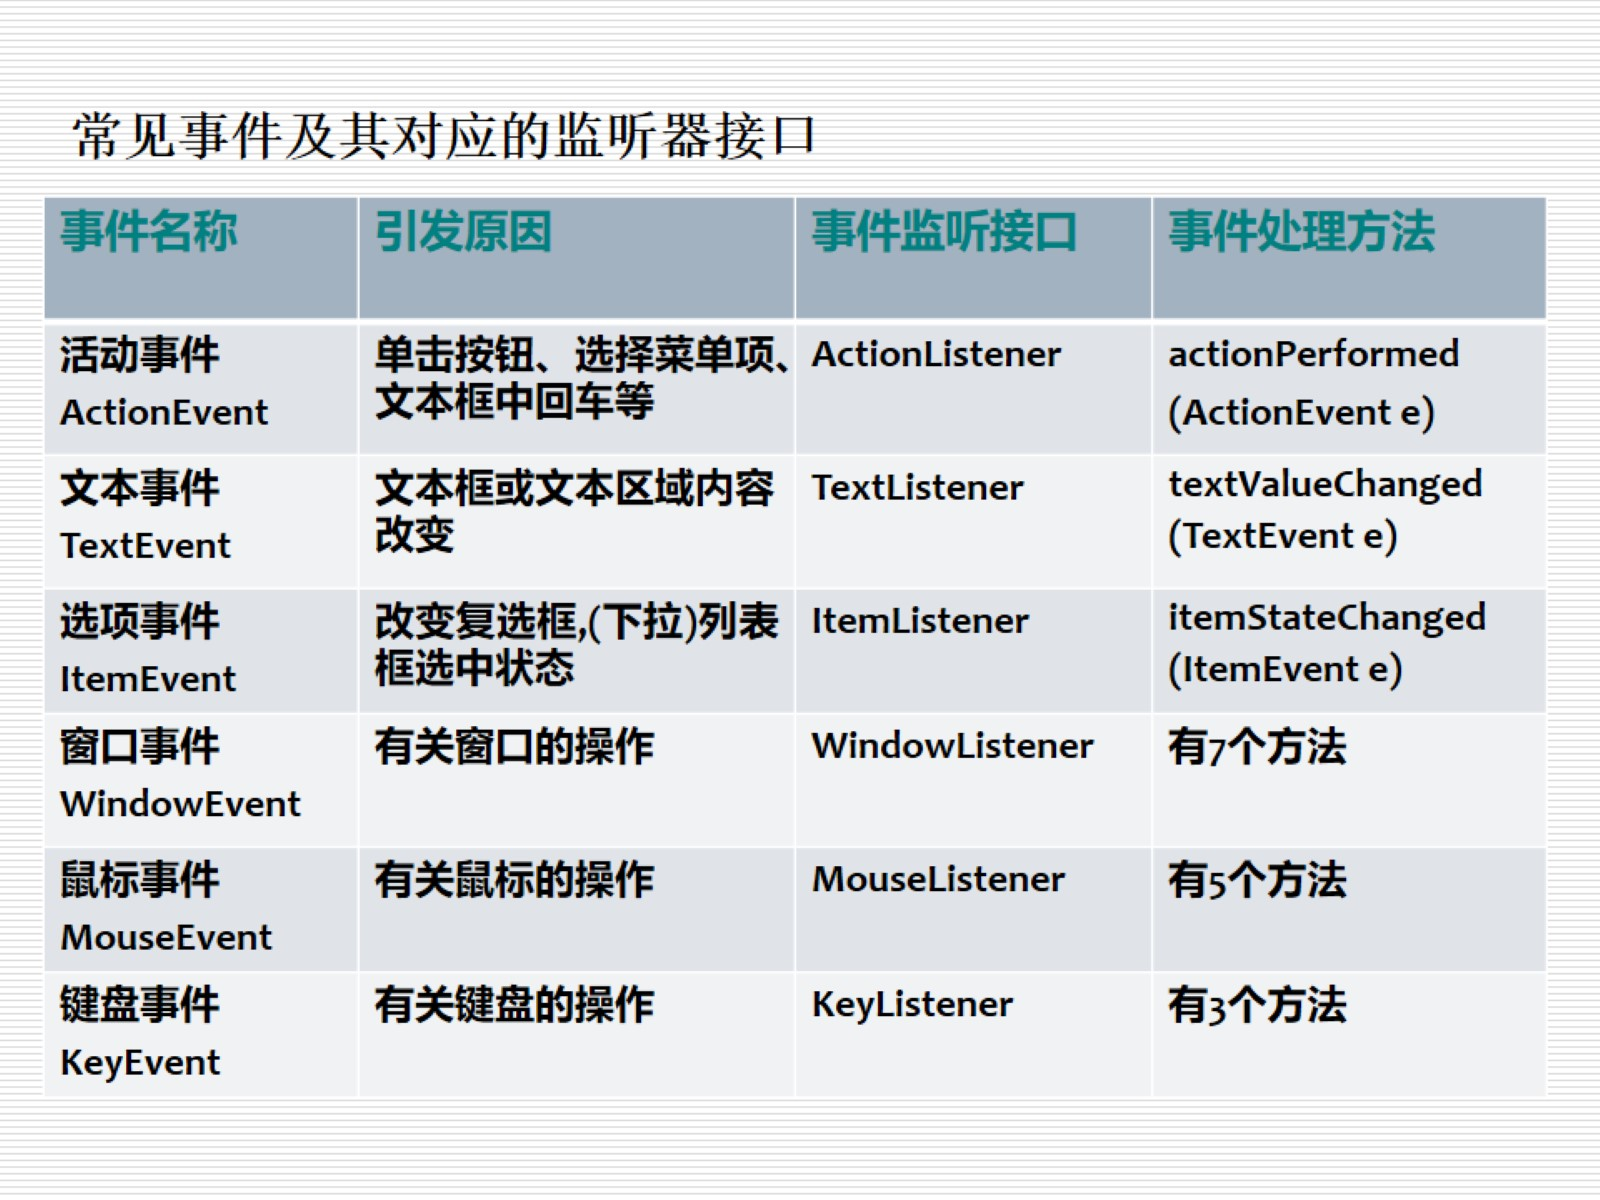 常见事件及其对应的监听器接口
事件名称
引发原因
事件监听接口
事件处理方法
活动事件
ActionEvent
单击按钮、选择菜单项、
文本框中回车等
ActionListener
actionPerformed
(ActionEvent e)
文本事件
TextEvent
文本框或文本区域内容
改变
TextListener
textValueChanged
(TextEvent e)
选项事件
ItemEvent
改变复选框,(下拉)列表
框选中状态
ItemListener
itemStateChanged
(ItemEvent e)
窗口事件
WindowEvent
有关窗口的操作
WindowListener
有7个方法
鼠标事件
MouseEvent
有关鼠标的操作
MouseListener
有5个方法
键盘事件
KeyEvent
有关键盘的操作
KeyListener
有3个方法